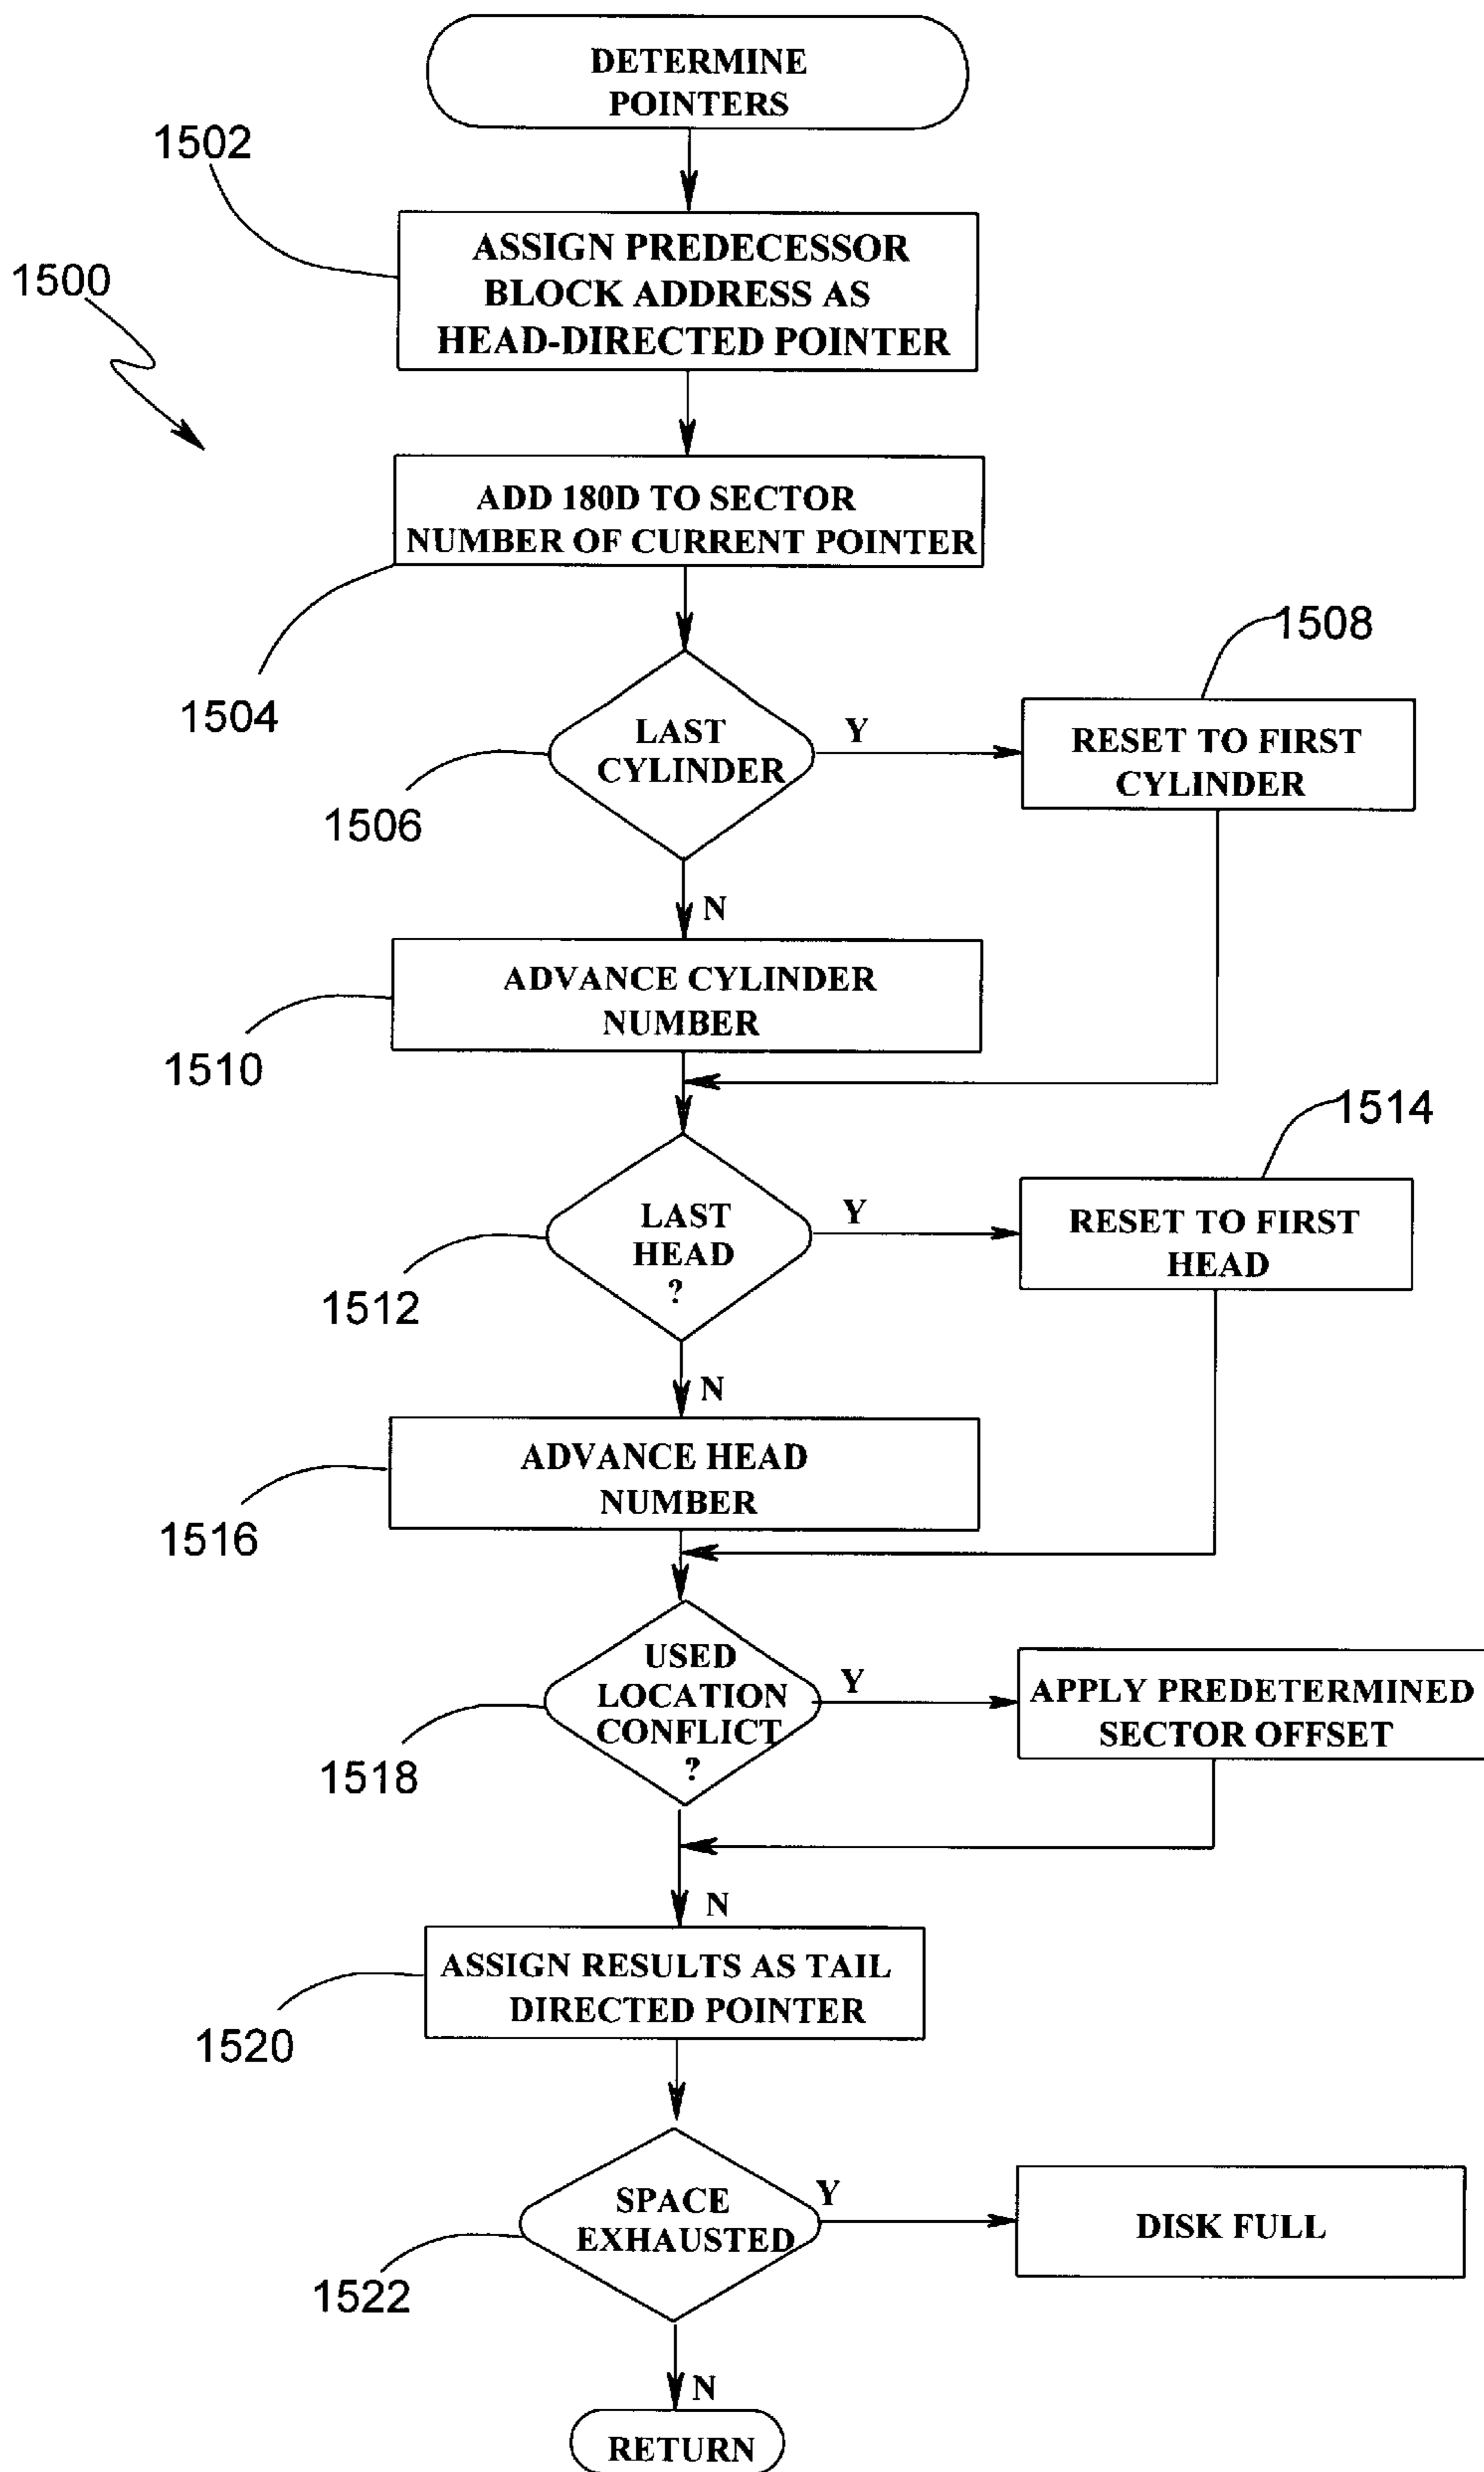 DETERMINE
POINTERS
1502
ASSIGN PREDECESSOR
BLOCK ADDRESS AS
HEAD-DIRECTED POINTER
1500
ADD 180D TO SECTOR
NUMBER OF CURRENT POINTER
1504
1508
LAST
CYLINDER
Y
RESET TO FIRST
CYLINDER
1506
N
ADVANCE CYLINDER
NUMBER
1510
1514
LAST
HEAD
?
Y
RESET TO FIRST
HEAD
1512
N
ADVANCE HEAD
NUMBER
1516
USED
LOCATION
CONFLICT
?
Y
APPLY PREDETERMINED
SECTOR OFFSET
1518
N
ASSIGN RESULTS AS TAIL
DIRECTED POINTER
1520
SPACE
EXHAUSTED
Y
DISK FULL
1522
N
RETURN